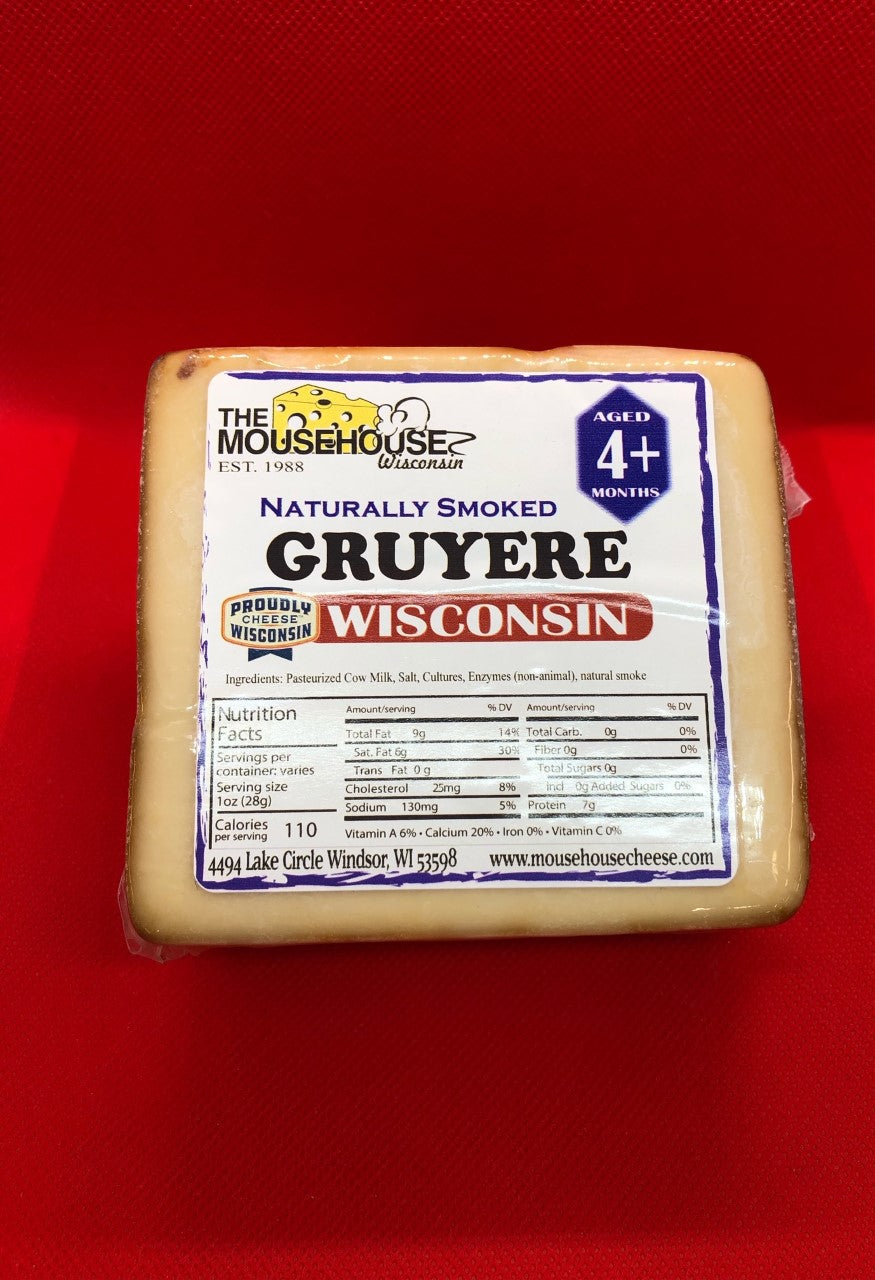 THE
MOUSEHOUSE
Wisconsin
EST. 1988
AGED
4+
MONTHS
NATURALLY SMOKED
GRUYERE
PROUDLY
CHEESE™
WISCONSIN
WISCONSIN
Ingredients: Pasteurized Cow Milk, Salt, Cultures, Enzymes (non-animal), natural smoke
Nutrition
Facts
Servings per
container: varies
Serving size
1oz (28g)
Calories
per serving 110
Amount/serving % DV
Total Fat 9g 14%
Sat. Fat 6g 30%
Trans Fat 0 g
Cholesterol 25mg 8%
Sodium 130mg 5%
Amount/serving % DV
Total Carb. 0g 0%
Fiber 0g 0%
Total Sugars 0g
incl 0g Added Sugars 0%
Protein 7g
Vitamin A 6% • Calcium 20% • Iron 0% • Vitamin C 0%
4494 Lake Circle Windsor, WI 53598 www.mousehousecheese.com